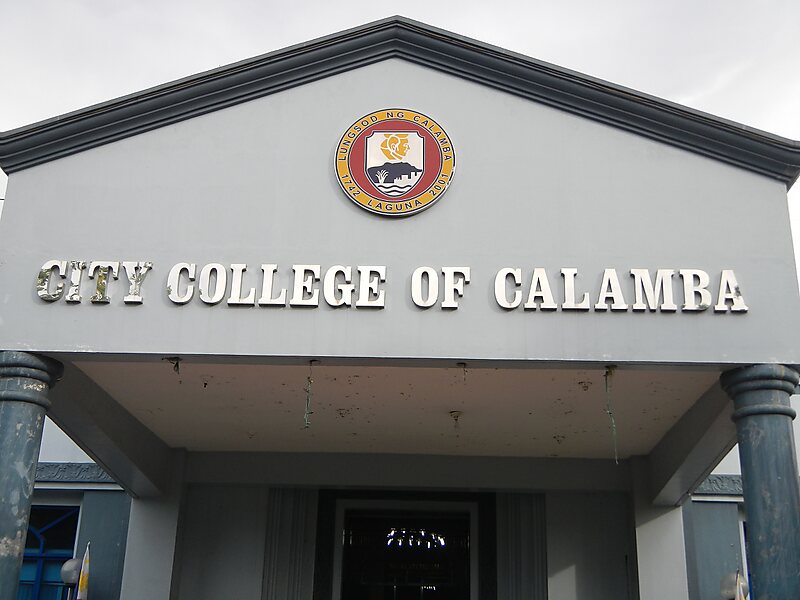 LUNGSOD NG CALAMBA
1742 LAGUNA 2001
CITY COLLEGE OF CALAMBA